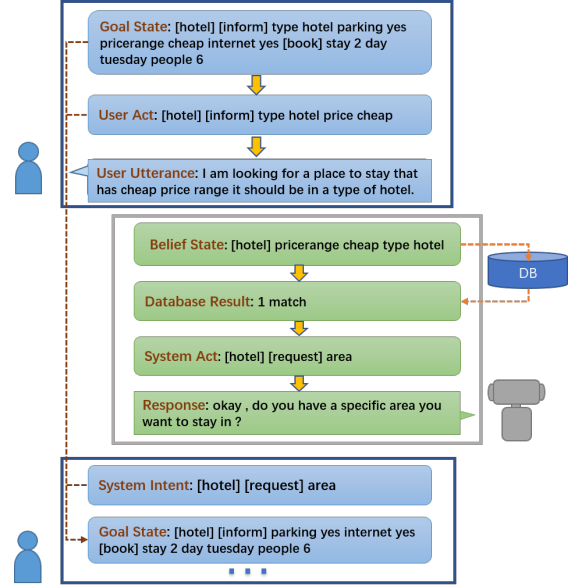 Goal State: [hotel] [inform] type hotel parking yes
pricerange cheap internet yes [book] stay 2 day
tuesday people 6
User Act: [hotel] [inform] type hotel price cheap
User Utterance: I am looking for a place to stay that
has cheap price range it should be in a type of hotel.
Belief State: [hotel] pricerange cheap type hotel
DB
Database Result: 1 match
System Act: [hotel] [request] area
Response: okay , do you have a specific area you
want to stay in ?
System Intent: [hotel] [request] area
Goal State: [hotel] [inform] parking yes internet yes
[book] stay 2 day tuesday people 6